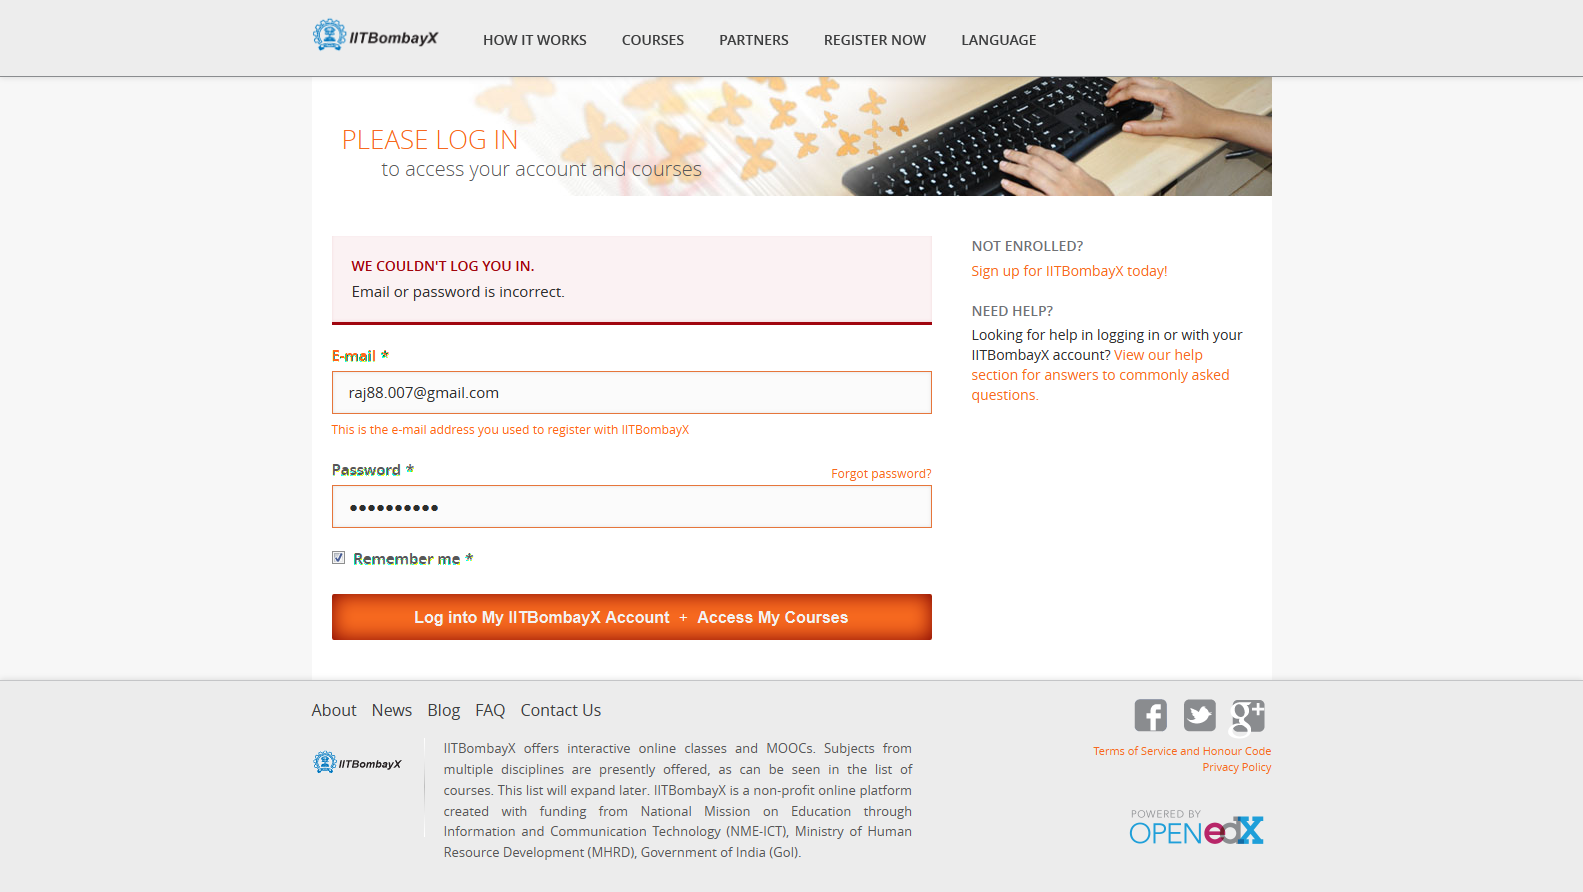 IITBombayX
HOW IT WORKS COURSES PARTNERS REGISTER NOW LANGUAGE
PLEASE LOG IN
to access your account and courses
WE COULDN'T LOG YOU IN.
Email or password is incorrect.
E-mail *
raj88.007@gmail.com
This is the e-mail address you used to register with IITBombayX
Password *
Forgot password?
••••••••••
Remember me *
Log into My IITBombayX Account + Access My Courses
NOT ENROLLED?
Sign up for IITBombayX today!
NEED HELP?
Looking for help in logging in or with your
IITBombayX account? View our help
section for answers to commonly asked
questions.
About News Blog FAQ Contact Us
IITBombayX
IITBombayX offers interactive online classes and MOOCs. Subjects from
multiple disciplines are presently offered, as can be seen in the list of
courses. This list will expand later. IITBombayX is a non-profit online platform
created with funding from National Mission on Education through
Information and Communication Technology (NME-ICT), Ministry of Human
Resource Development (MHRD), Government of India (GoI).
f g+
Terms of Service and Honour Code
Privacy Policy
POWERED BY
OPENedX